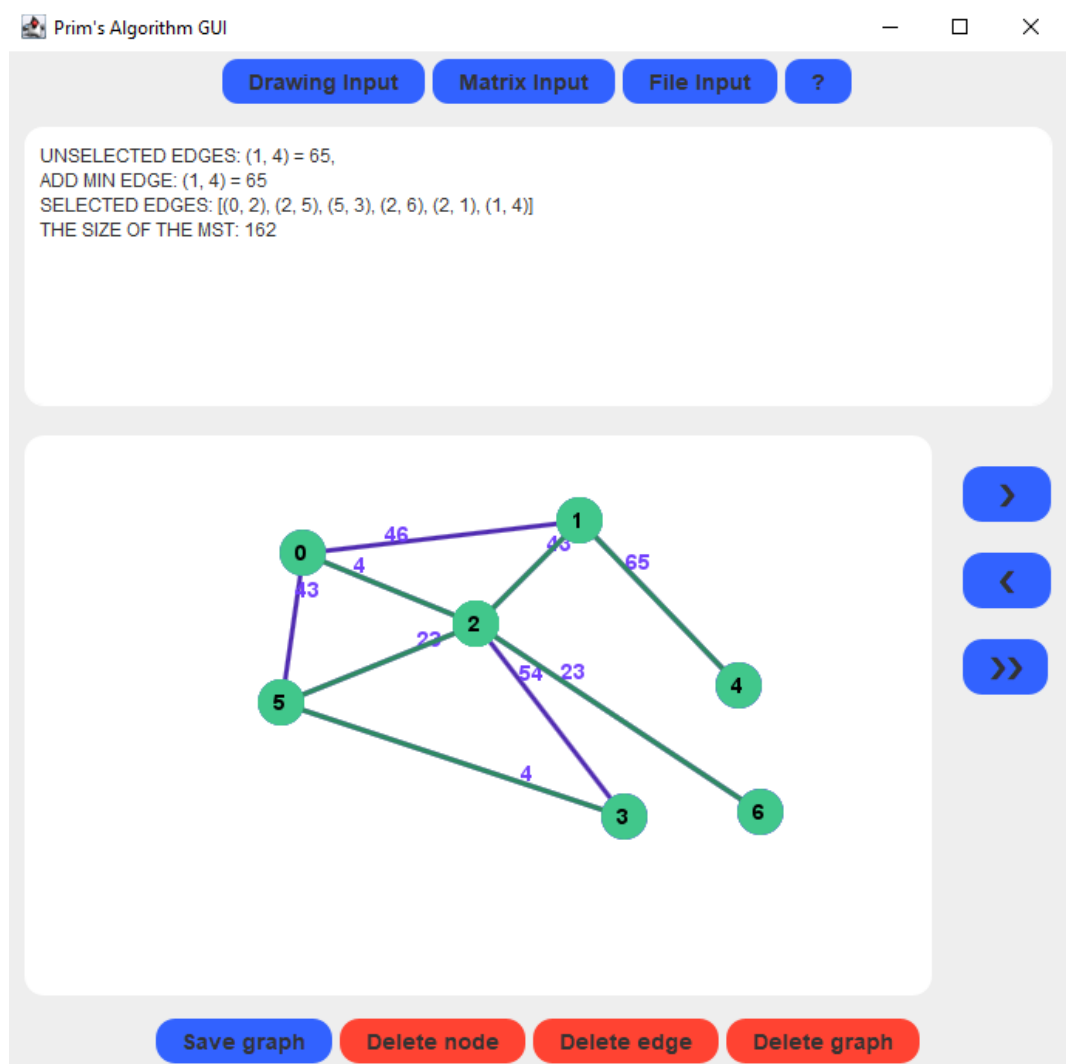 Prim's Algorithm GUI
Drawing Input Matrix Input File Input ?
UNSELECTED EDGES: (1, 4) = 65,
ADD MIN EDGE: (1, 4) = 65
SELECTED EDGES: [(0, 2), (2, 5), (5, 3), (2, 6), (2, 1), (1, 4)]
THE SIZE OF THE MST: 162
1
46
43
0
4
65
43
2
23
54
23
4
5
4
3
6
Save graph Delete node Delete edge Delete graph